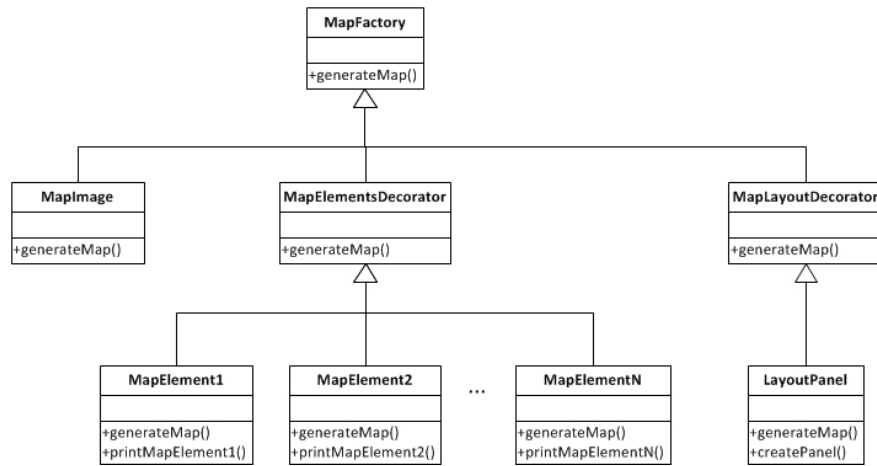 MapFactory
+generateMap()
MapImage
+generateMap()
MapElementsDecorator
+generateMap()
MapLayoutDecorator
+generateMap()
MapElement1
+generateMap()
+printMapElement1()
MapElement2
+generateMap()
+printMapElement2()
...
MapElementN
+generateMap()
+printMapElementN()
LayoutPanel
+generateMap()
+createPanel()